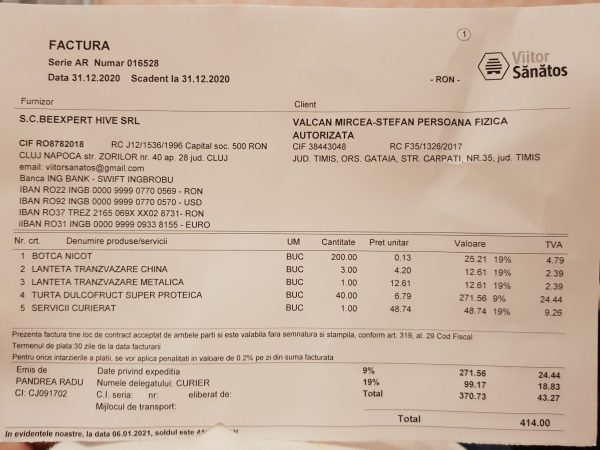 FACTURA
Serie AR Numar 016528
Data 31.12.2020 Scadent la 31.12.2020
1
- RON -
Viitor
Sănătos
Furnizor
Client
S.C.BEEXPERT HIVE SRL
VALCAN MIRCEA-STEFAN PERSOANA FIZICA
AUTORIZATA
CIF RO8782018 RC J12/1536/1996 Capital soc. 500 RON
CIF 38443048 RC F35/1326/2017
CLUJ NAPOCA str. ZORILOR nr. 40 ap. 28 jud. CLUJ
JUD. TIMIS, ORS. GATAIA, STR. CARPATI, NR.35, jud. TIMIS
email: viitorsanatos@gmail.com
Banca ING BANK - SWIFT INGBROBU
IBAN RO22 INGB 0000 9999 0770 0569 - RON
IBAN RO92 INGB 0000 9999 0770 0570 - USD
IBAN RO37 TREZ 2165 069X XX02 8731- RON
iIBAN RO31 INGB 0000 9999 0933 8155 - EURO
Nr. crt. Denumire produse/servicii UM Cantitate Pret unitar Valoare TVA
1 BOTCA NICOT BUC 200.00 0.13 25.21 19% 4.79
2 LANTETA TRANZVAZARE CHINA BUC 3.00 4.20 12.61 19% 2.39
3 LANTETA TRANZVAZARE METALICA BUC 1.00 12.61 12.61 19% 2.39
4 TURTA DULCOFRUCT SUPER PROTEICA BUC 40.00 6.79 271.56 9% 24.44
5 SERVICII CURIERAT BUC 1.00 48.74 48.74 19% 9.26
Prezenta factura tine loc de contract acceptat de ambele parti si este valabila fara semnatura si stampila, conform art. 319, al. 29 Cod Fiscal
Termenul de plata:30 zile de la data facturarii
Pentru orice intarzierile a platii, se vor aplica penalitati in valoare de 0.2% pe zi din suma facturata
Emis de Date privind expeditia 9% 271.56 24.44
PANDREA RADU Numele delegatului: CURIER 19% 99.17 18.83
CI: CJ091702 C.I. seria: nr: eliberat de: Total 370.73 43.27
Mijlocul de transport:
Total 414.00
In evidentele noastre, la data 06.01.2021, soldul este